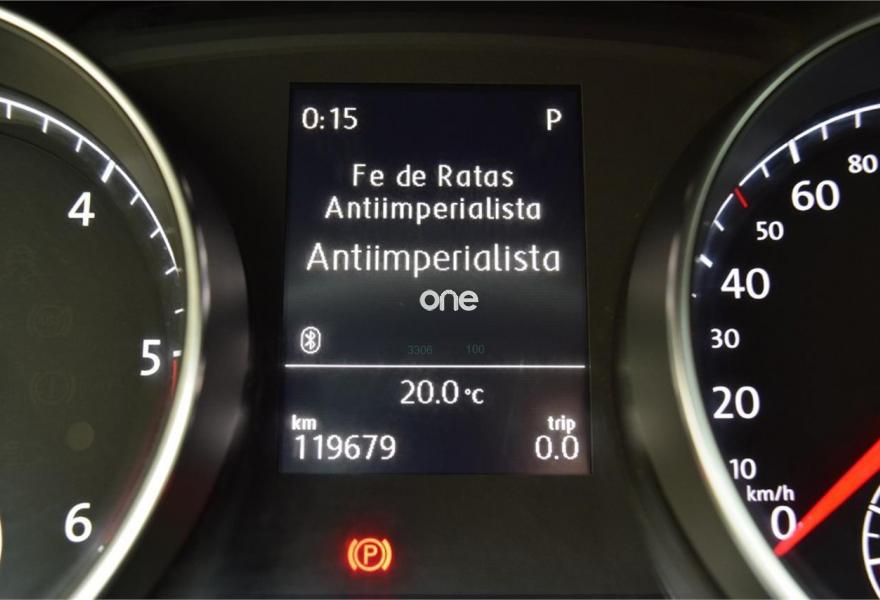 0:15 P
Fe de Ratas
Antiimperialista
Antiimperialista
one
3306 100
20.0 °C
km trip
119679 0.0
P
4
5
6
80
60
50
40
30
20
10
km/h
0